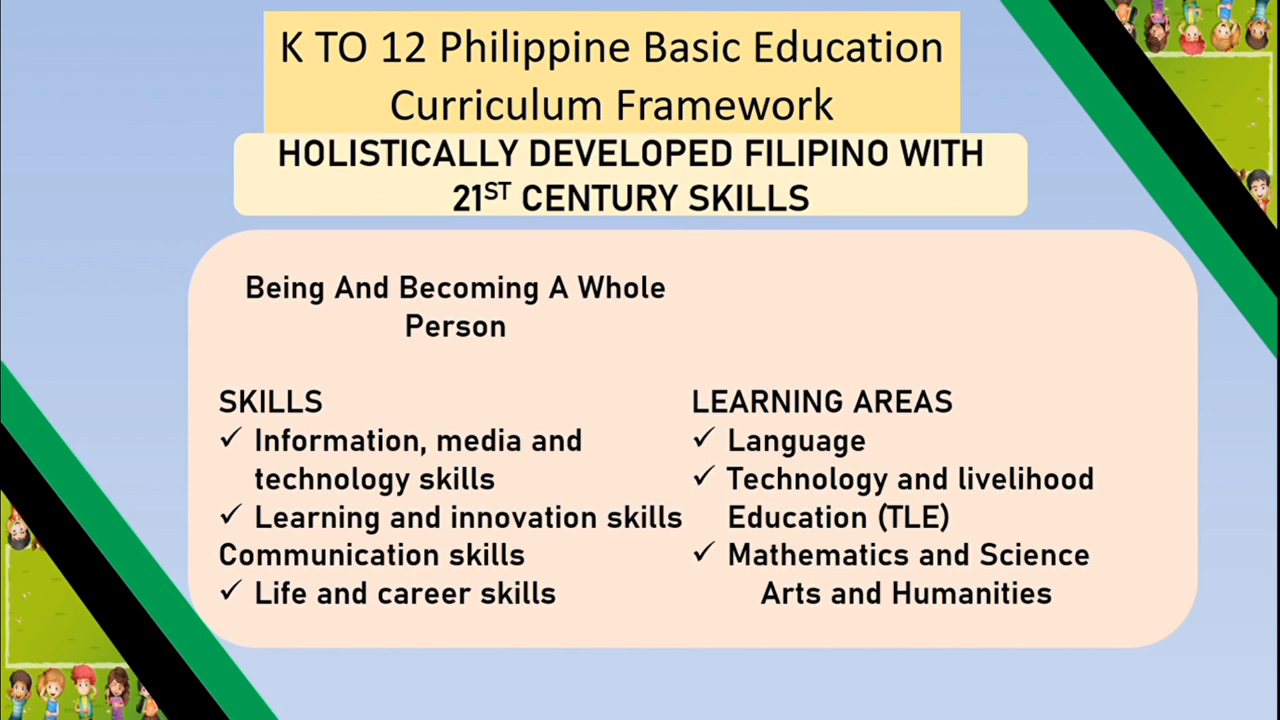 K TO 12 Philippine Basic Education
Curriculum Framework
HOLISTICALLY DEVELOPED FILIPINO WITH
21ST CENTURY SKILLS
Being And Becoming A Whole
Person
SKILLS
✓ Information, media and
technology skills
✓ Learning and innovation skills
Communication skills
✓ Life and career skills
LEARNING AREAS
✓ Language
✓ Technology and livelihood
Education (TLE)
✓ Mathematics and Science
Arts and Humanities